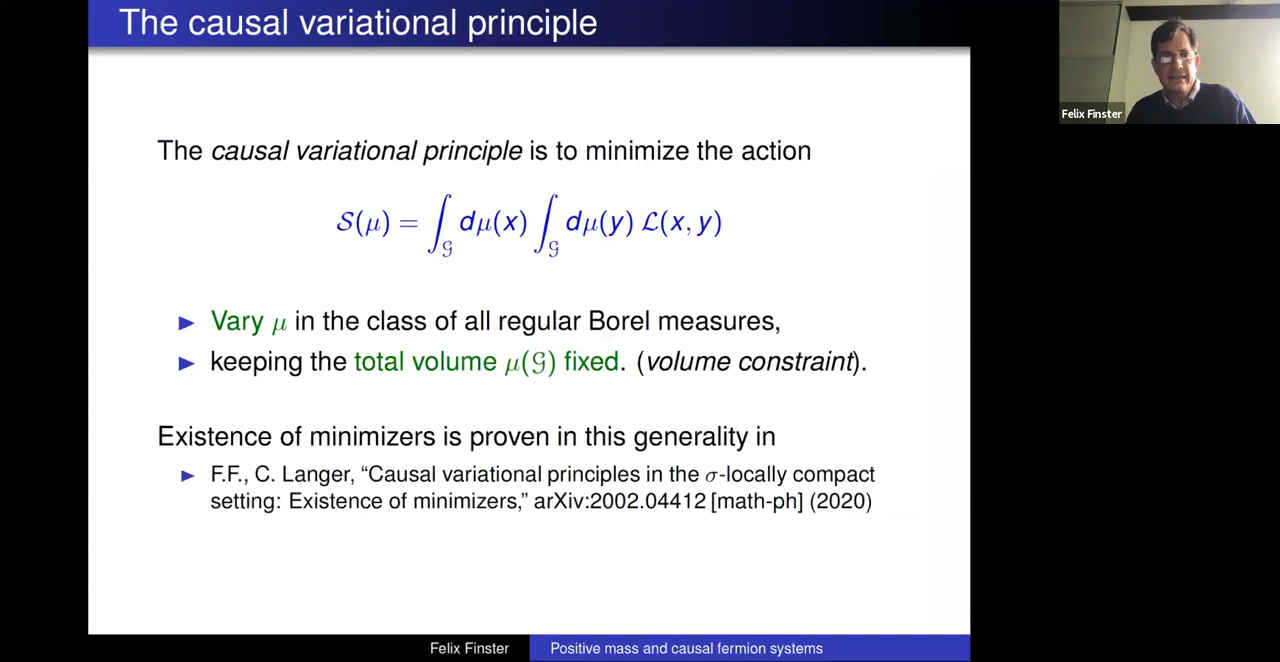 The causal variational principle
Felix Finster
The causal variational principle is to minimize the action
𝒮(μ) = ∫_𝒢 dμ(x) ∫_𝒢 dμ(y) ℒ(x, y)
► Vary μ in the class of all regular Borel measures,
► keeping the total volume μ(𝒢) fixed. (volume constraint).
Existence of minimizers is proven in this generality in
► F.F., C. Langer, “Causal variational principles in the σ-locally compact
setting: Existence of minimizers,” arXiv:2002.04412 [math-ph] (2020)
Felix Finster Positive mass and causal fermion systems